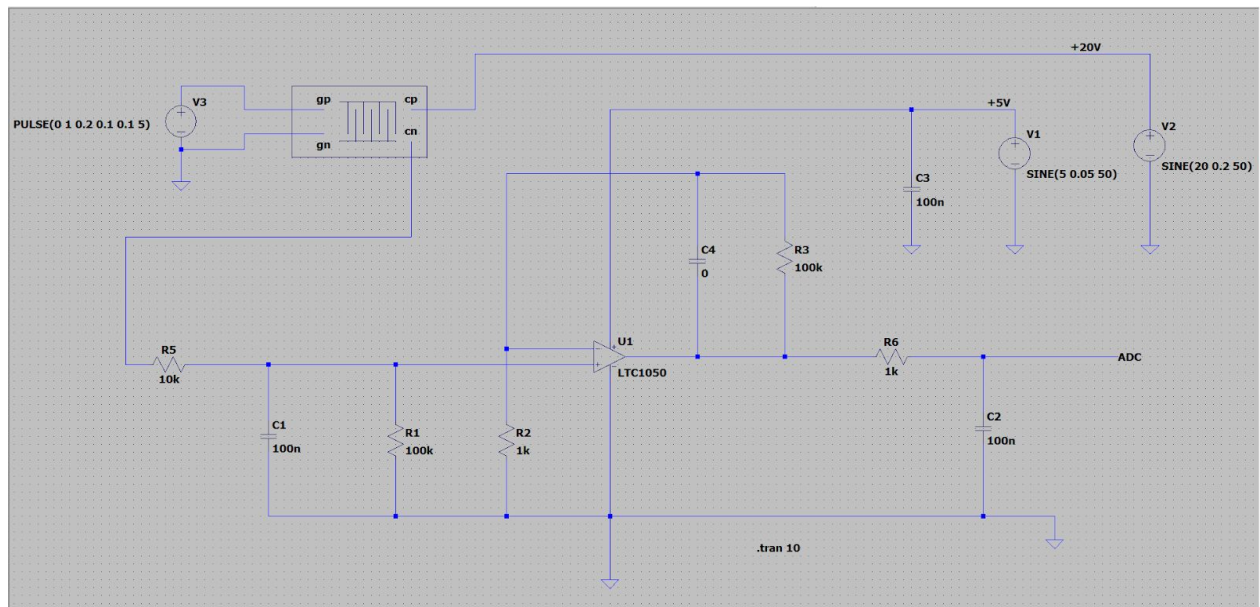 +20V
V3
PULSE(0 1 0.2 0.1 0.1 5)
gp
cp
gn
cn
+5V
V1
SINE(5 0.05 50)
V2
SINE(20 0.2 50)
C3
100n
C4
0
R3
100k
U1
LTC1050
R5
10k
R6
1k
ADC
C1
100n
R1
100k
R2
1k
C2
100n
.tran 10